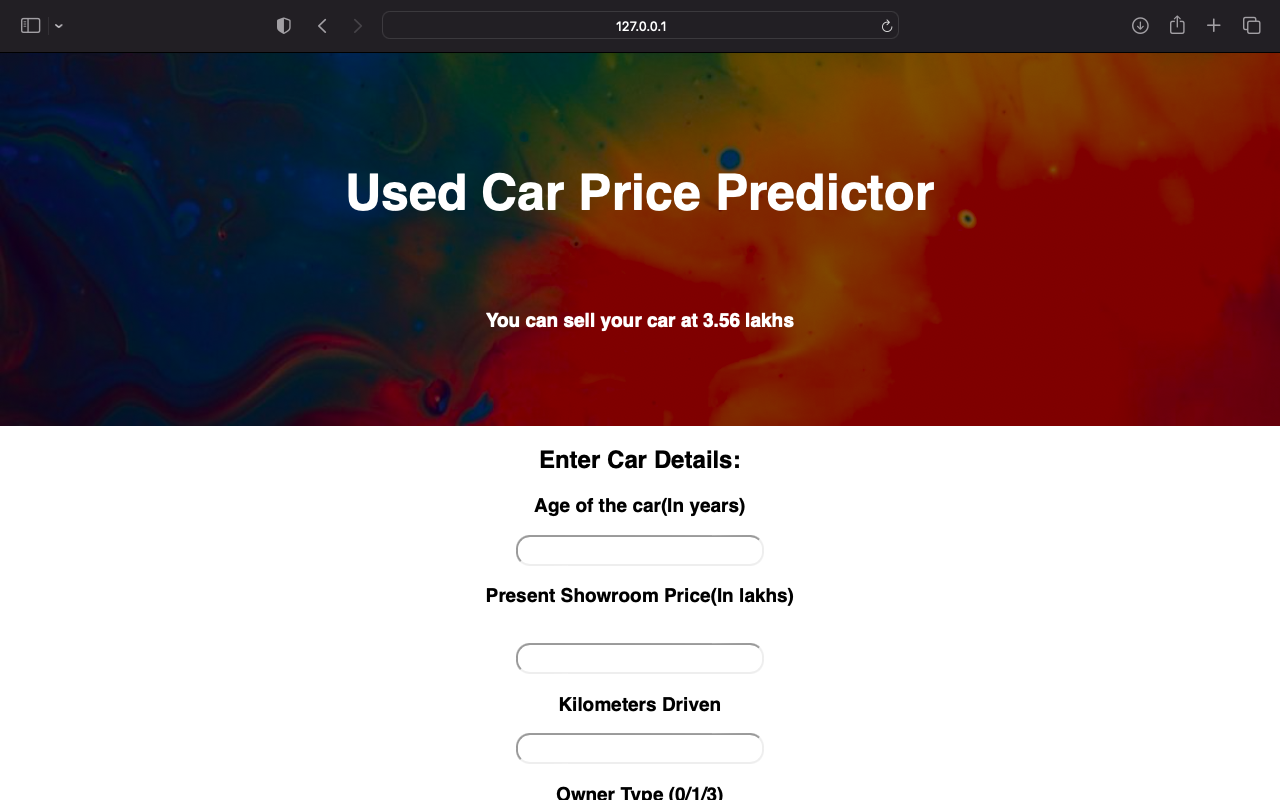 127.0.0.1
Used Car Price Predictor
You can sell your car at 3.56 lakhs
Enter Car Details:
Age of the car(In years)
Present Showroom Price(In lakhs)
Kilometers Driven
Owner Type (0/1/3)